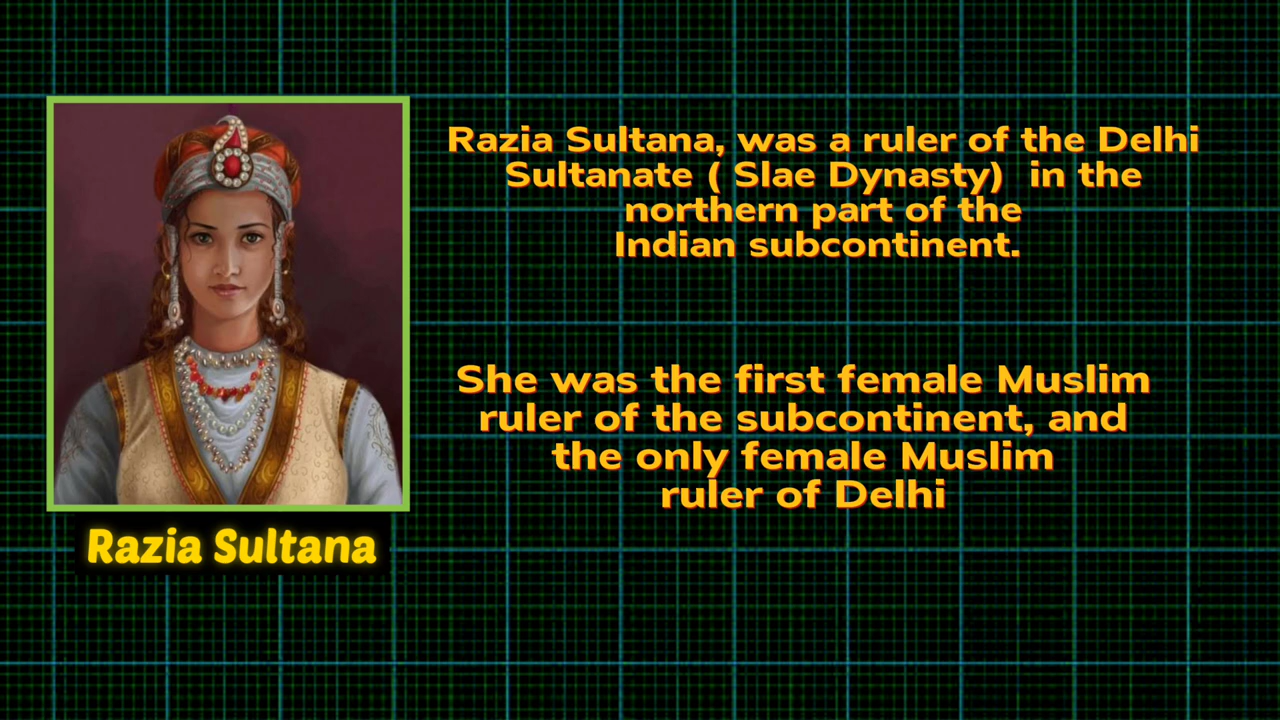 Razia Sultana, was a ruler of the Delhi
Sultanate ( Slae Dynasty) in the
northern part of the
Indian subcontinent.
She was the first female Muslim
ruler of the subcontinent, and
the only female Muslim
ruler of Delhi
Razia Sultana